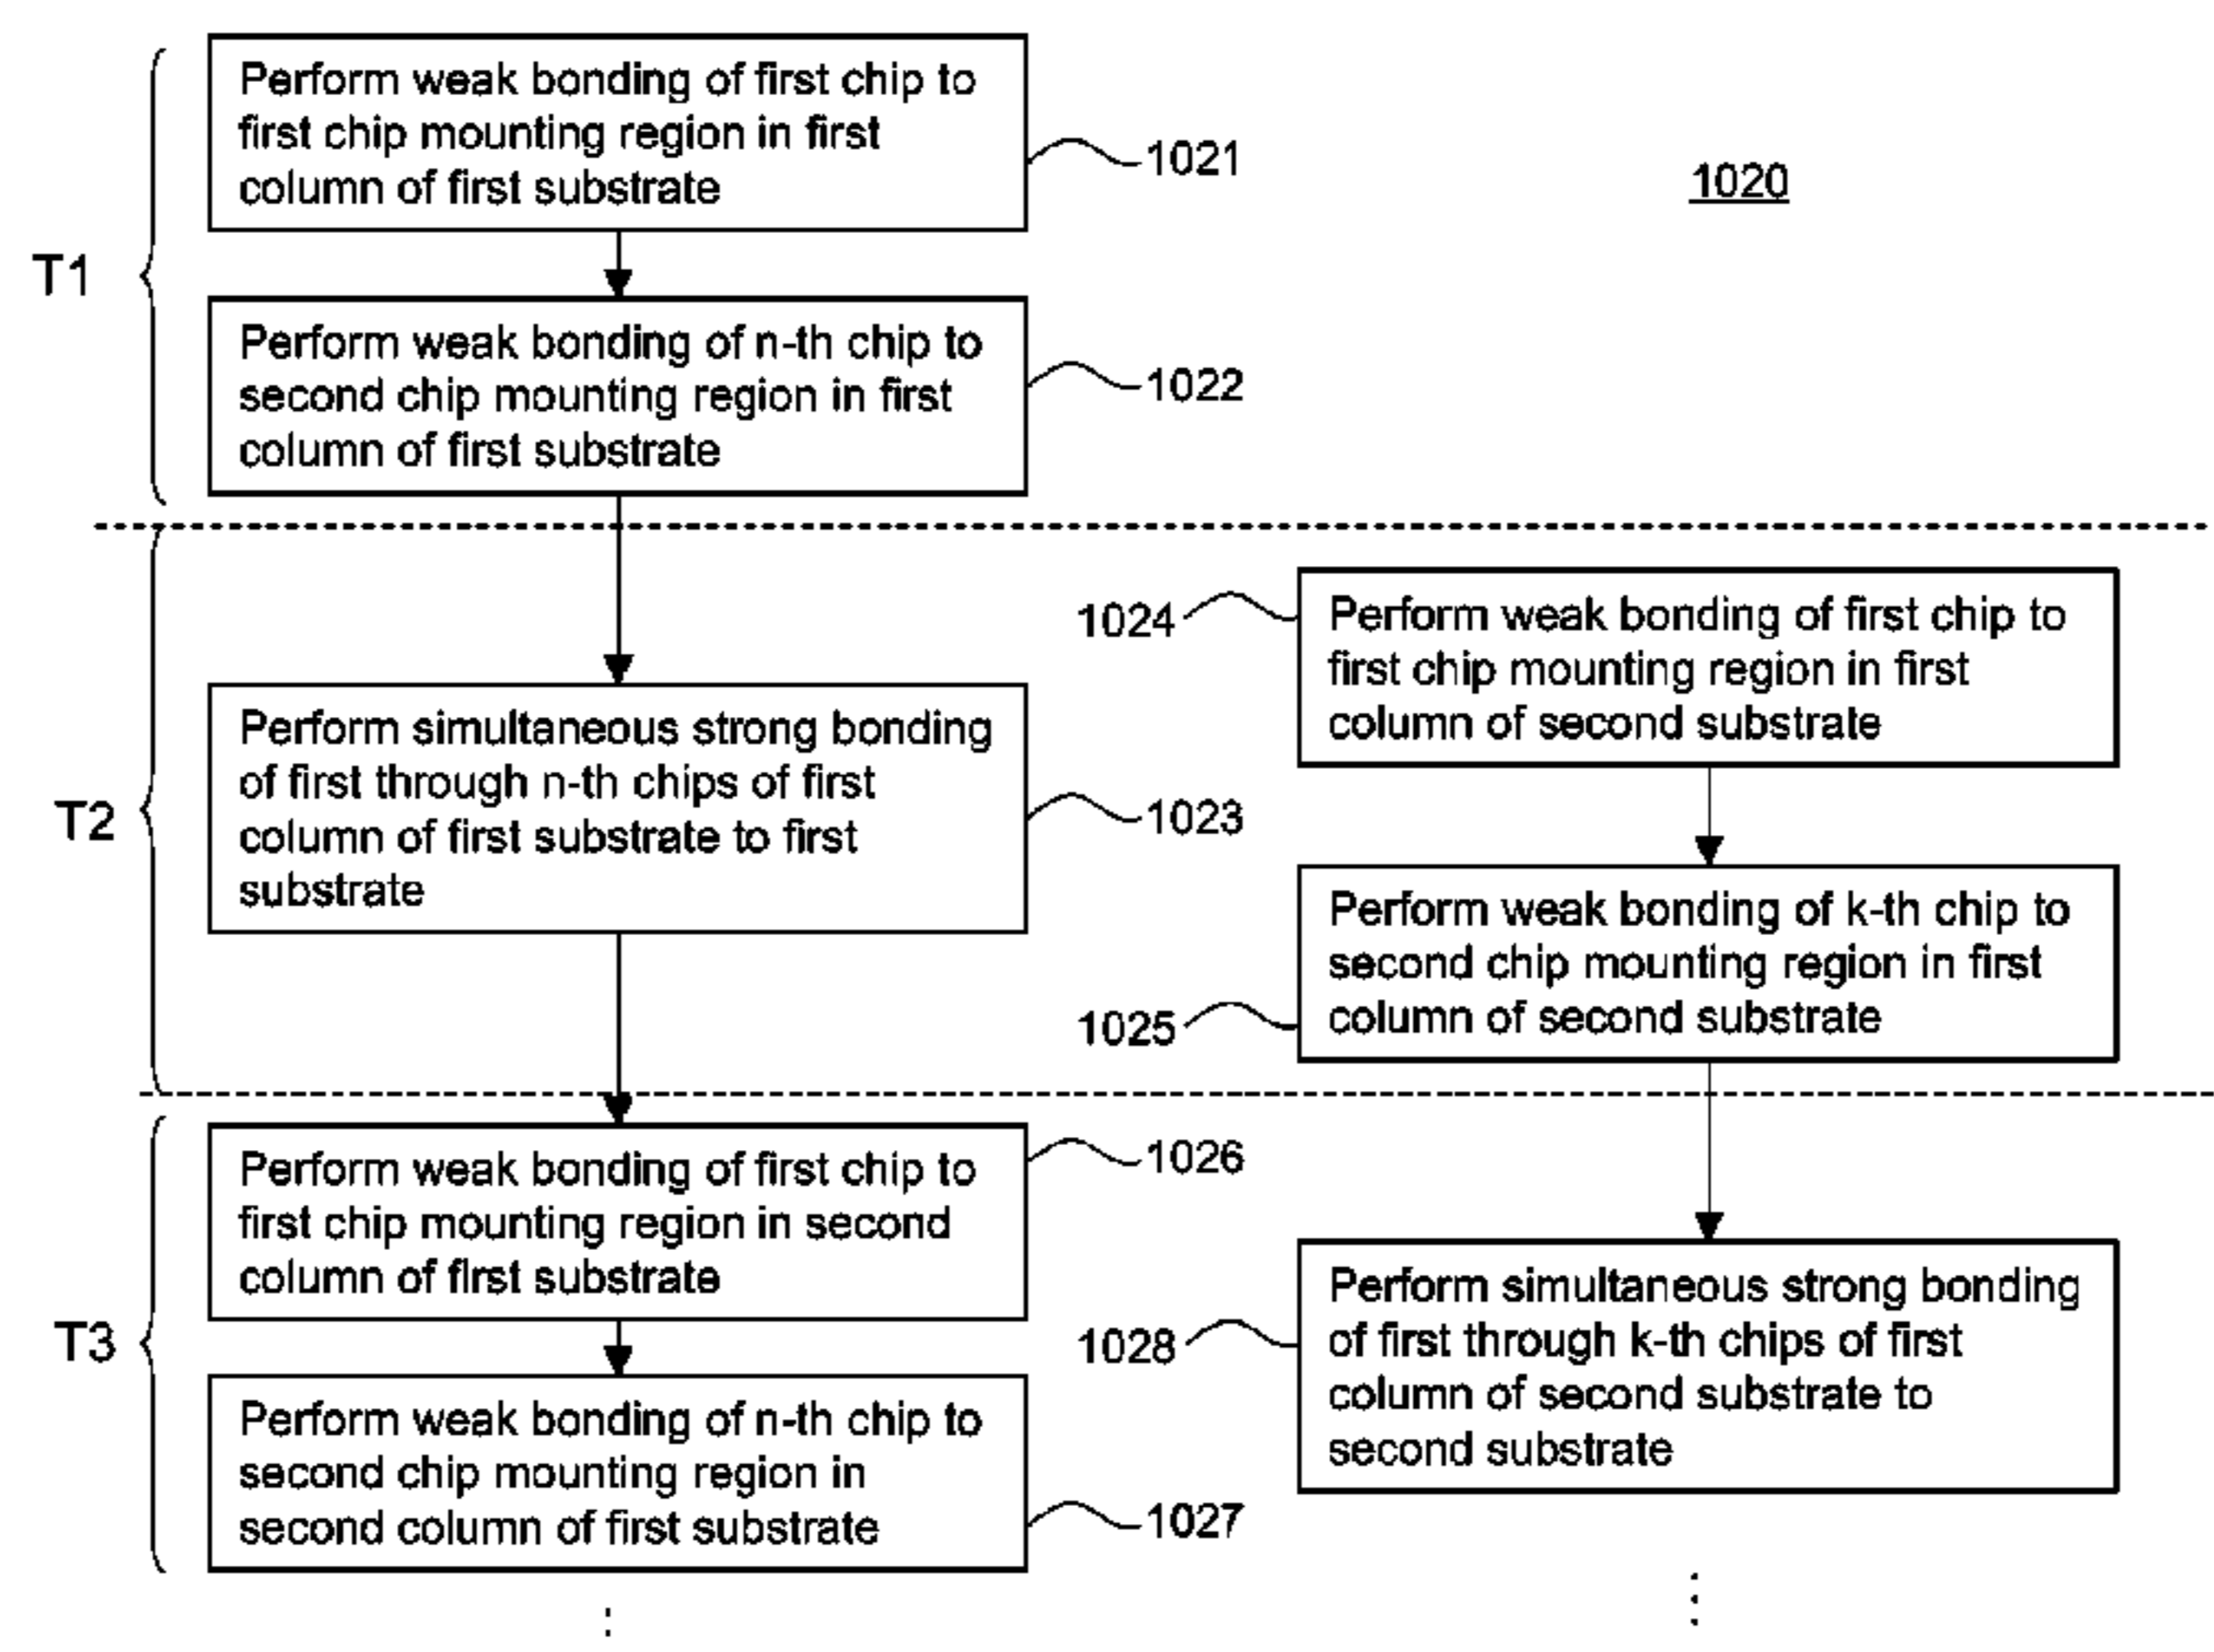 Perform weak bonding of first chip to
first chip mounting region in first
column of first substrate
1021
1020
T1
Perform weak bonding of n-th chip to
second chip mounting region in first
column of first substrate
1022
T2
Perform simultaneous strong bonding
of first through n-th chips of first
column of first substrate to first
substrate
1023
1024
Perform weak bonding of first chip to
first chip mounting region in first
column of second substrate
1025
Perform weak bonding of k-th chip to
second chip mounting region in first
column of second substrate
T3
Perform weak bonding of first chip to
first chip mounting region in second
column of first substrate
1026
Perform weak bonding of n-th chip to
second chip mounting region in
second column of first substrate
1027
1028
Perform simultaneous strong bonding
of first through k-th chips of first
column of second substrate to
second substrate